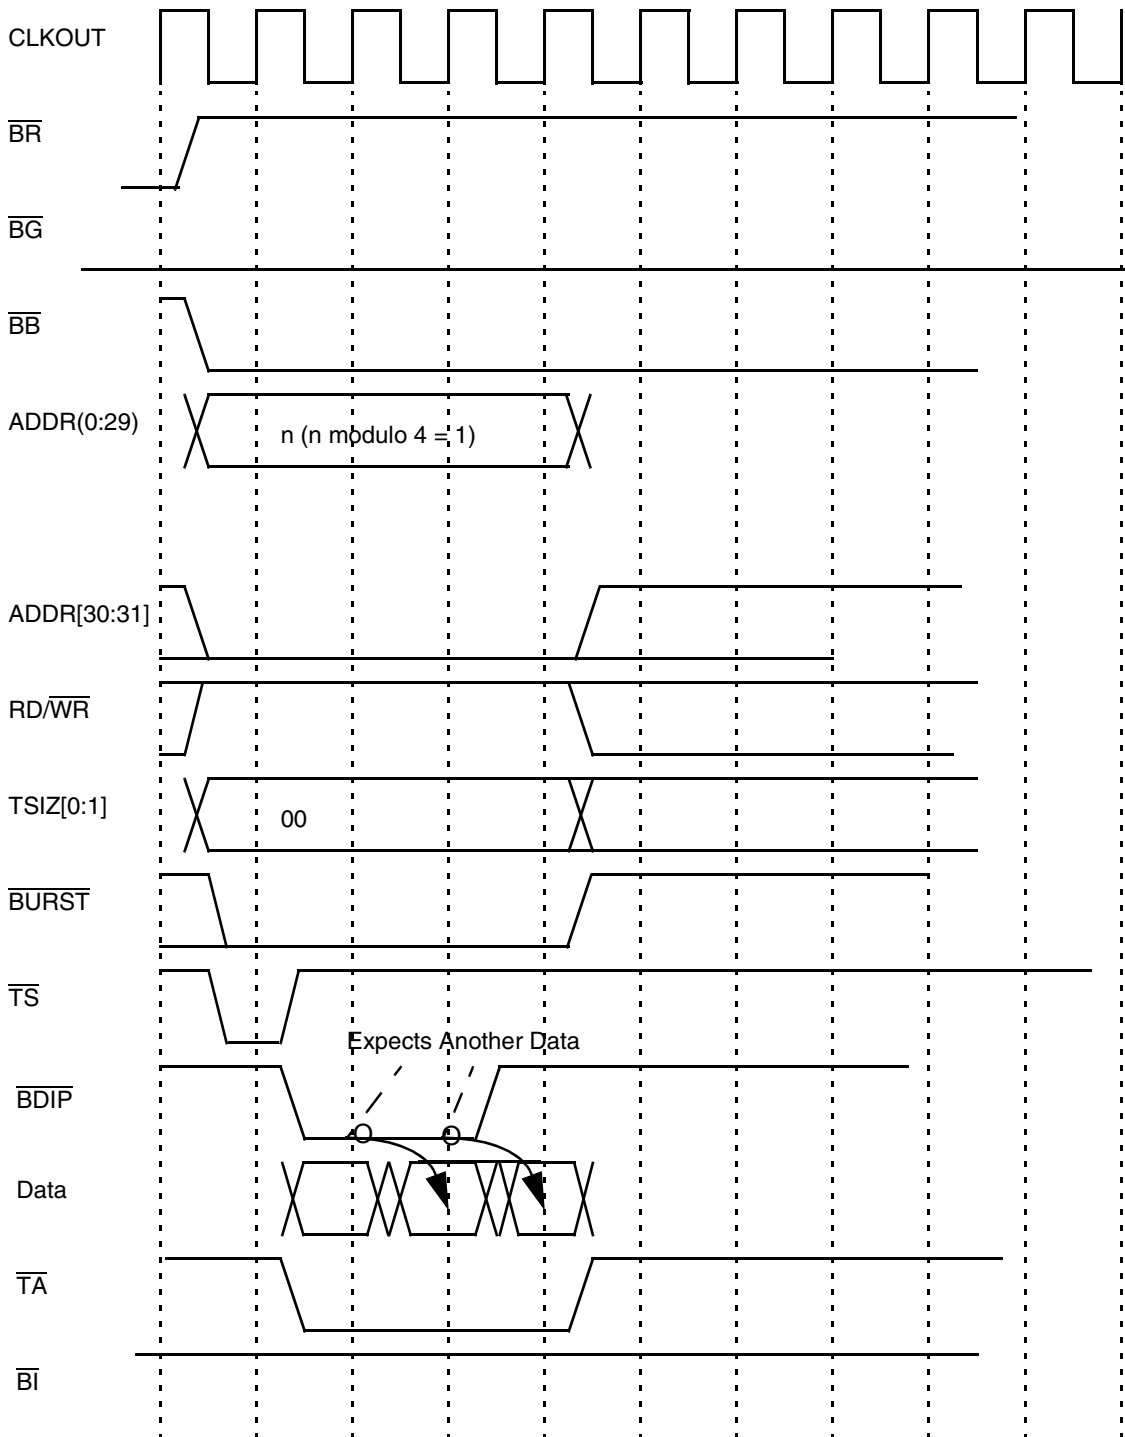 CLKOUT
BR
BG
BB
ADDR(0:29)
n (n modulo 4 = 1)
ADDR[30:31]
RD/WR
TSIZ[0:1]
00
BURST
TS
Expects Another Data
BDIP
Data
TA
BI